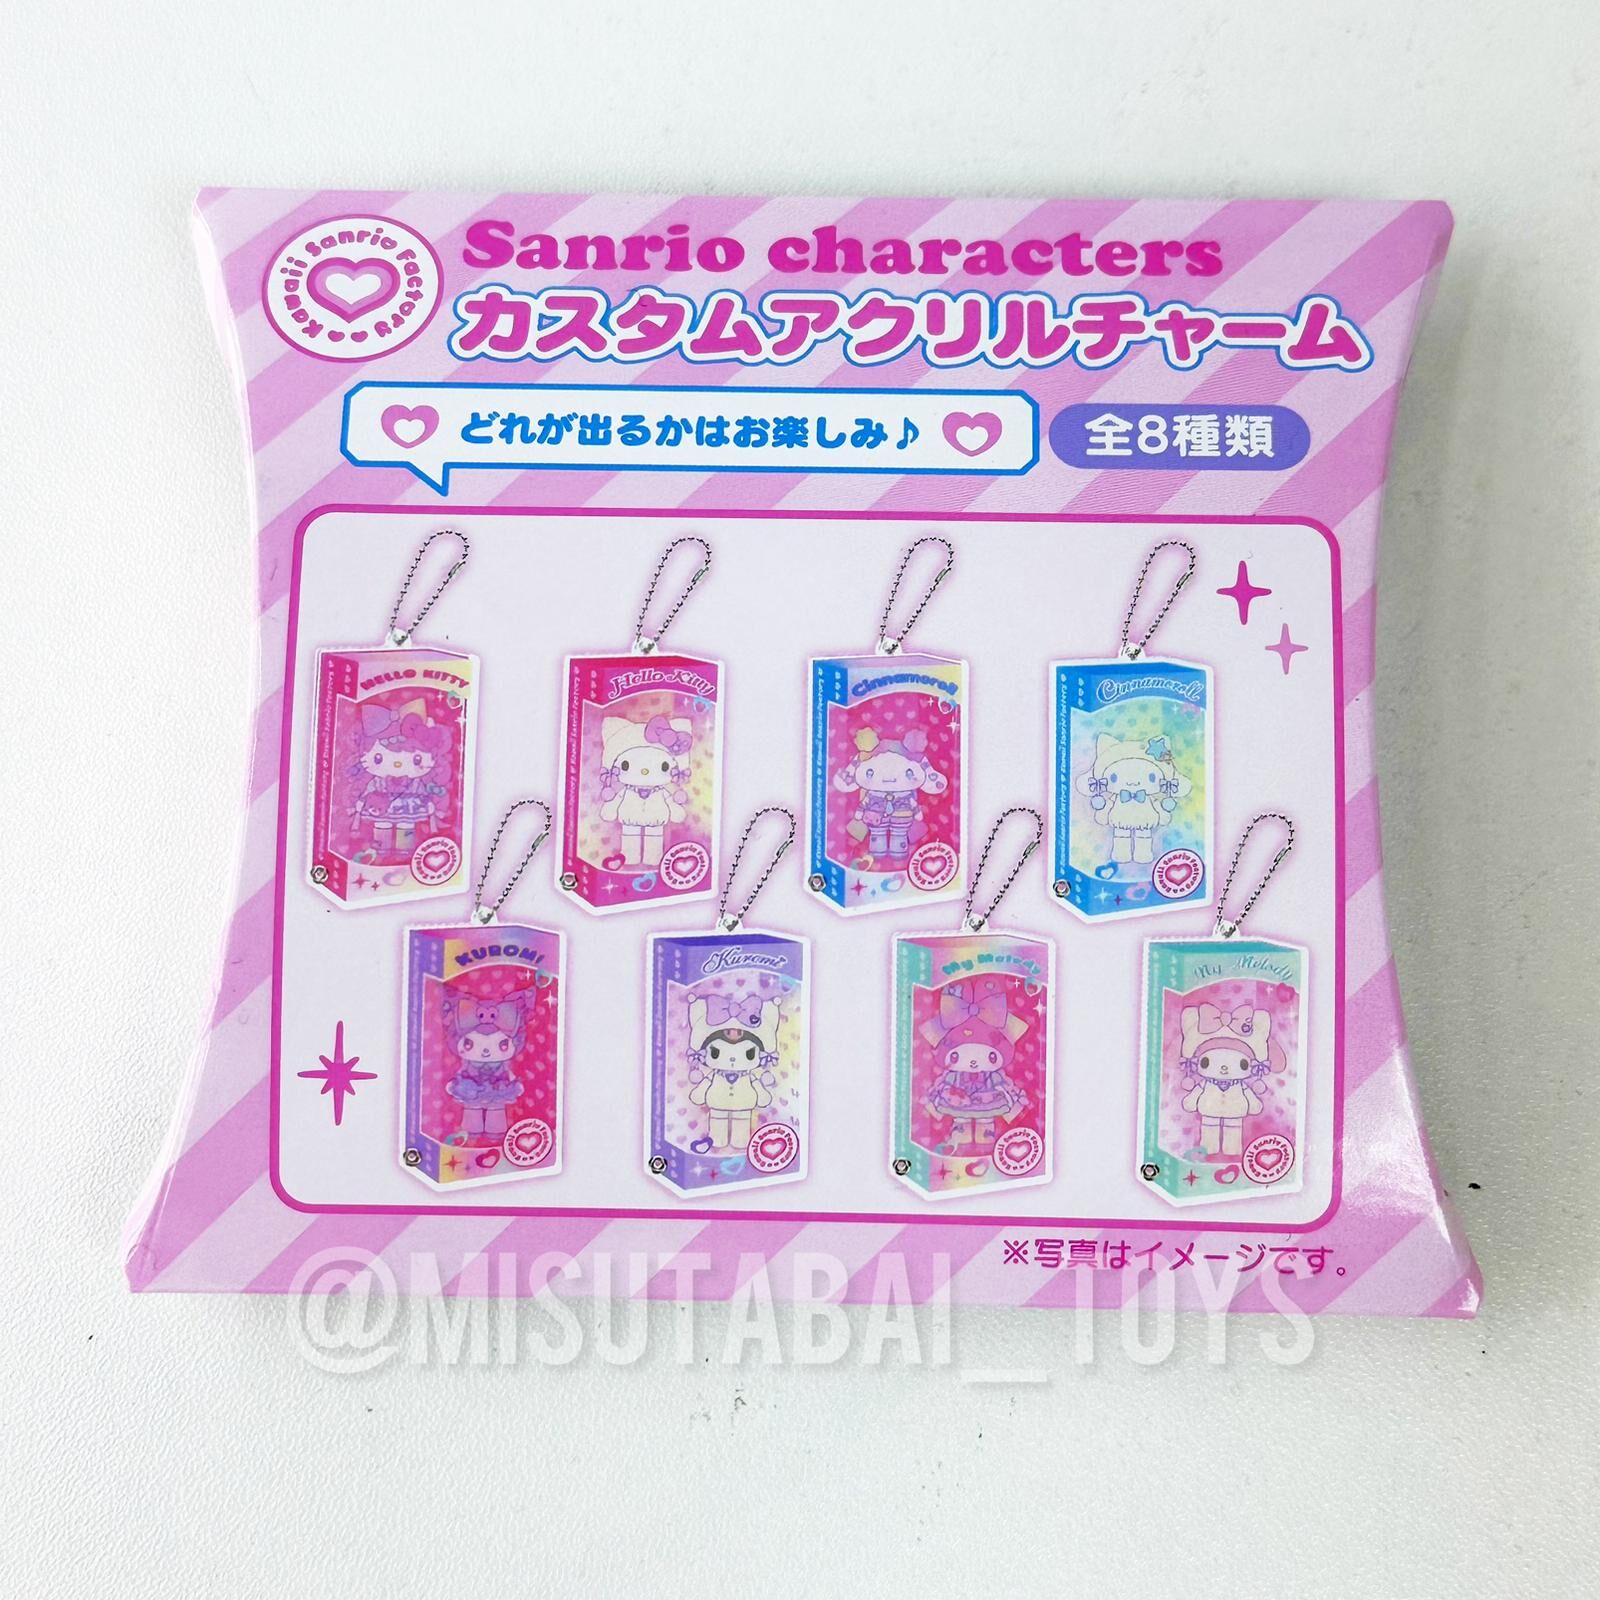 Kawaii Sanrio Factory
Sanrio characters
カスタムアクリルチャーム
どれが出るかはお楽しみ♪
全8種類
HELLO KITTY
Hello Kitty
Cinnamoroll
Cinnamoroll
KUROMI
Kuromi
My Melody
My Melody
※写真はイメージです。
@MISUTABAI_TOYS